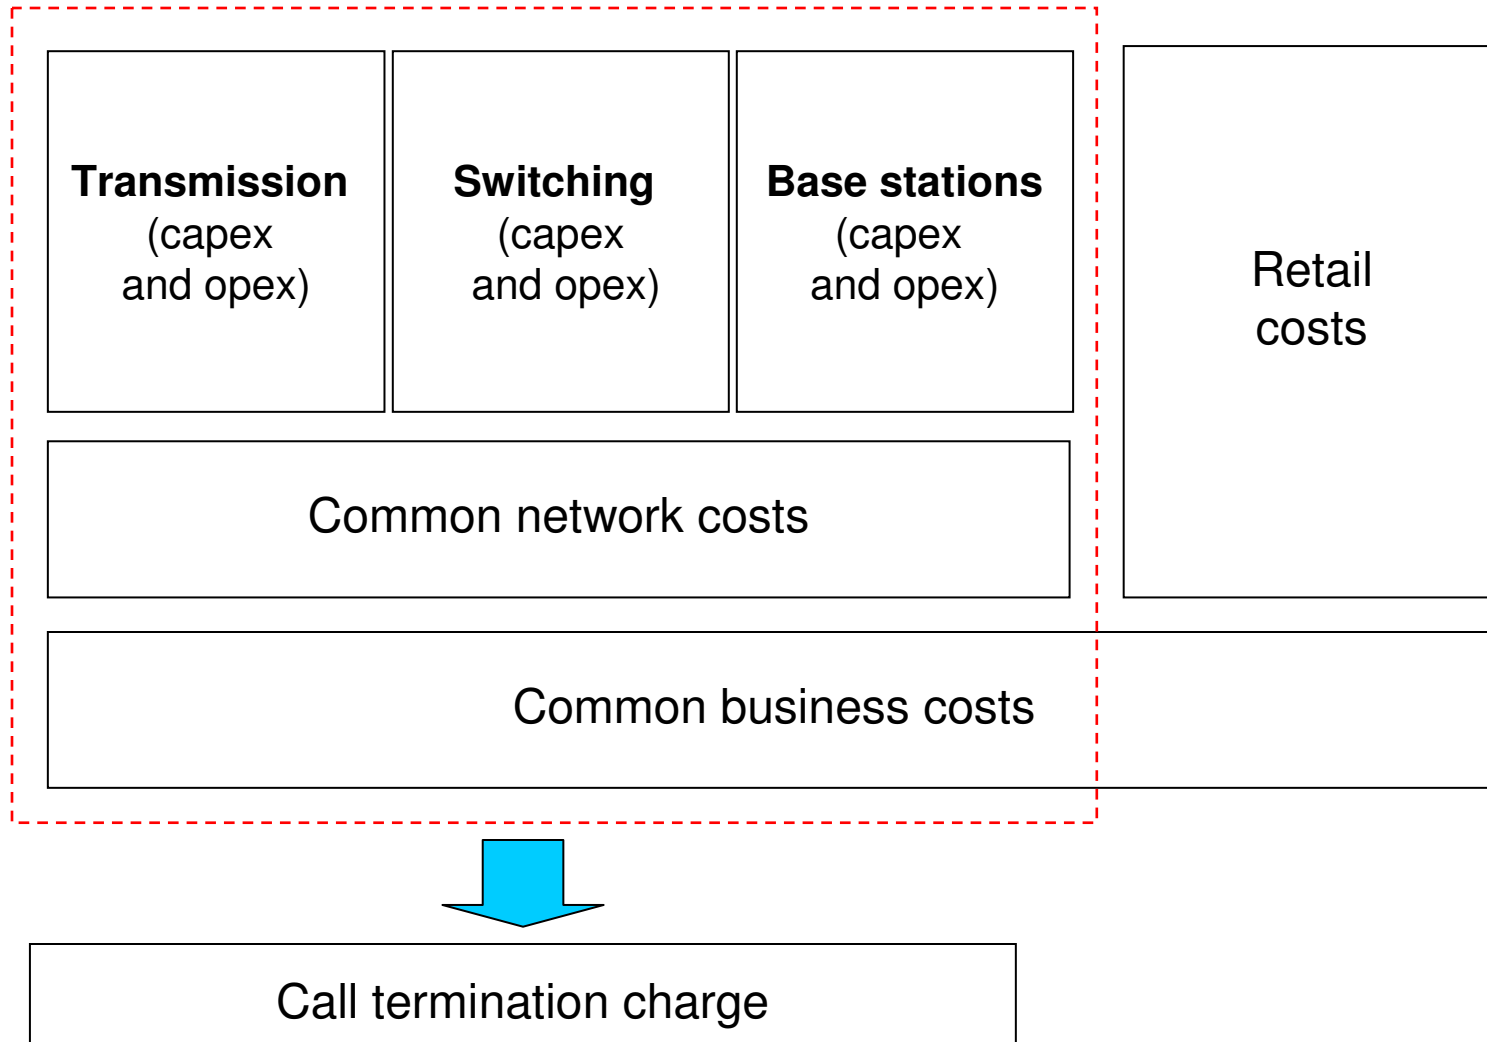 Transmission
(capex
and opex)
Switching
(capex
and opex)
Base stations
(capex
and opex)
Retail
costs
Common network costs
Common business costs
Call termination charge